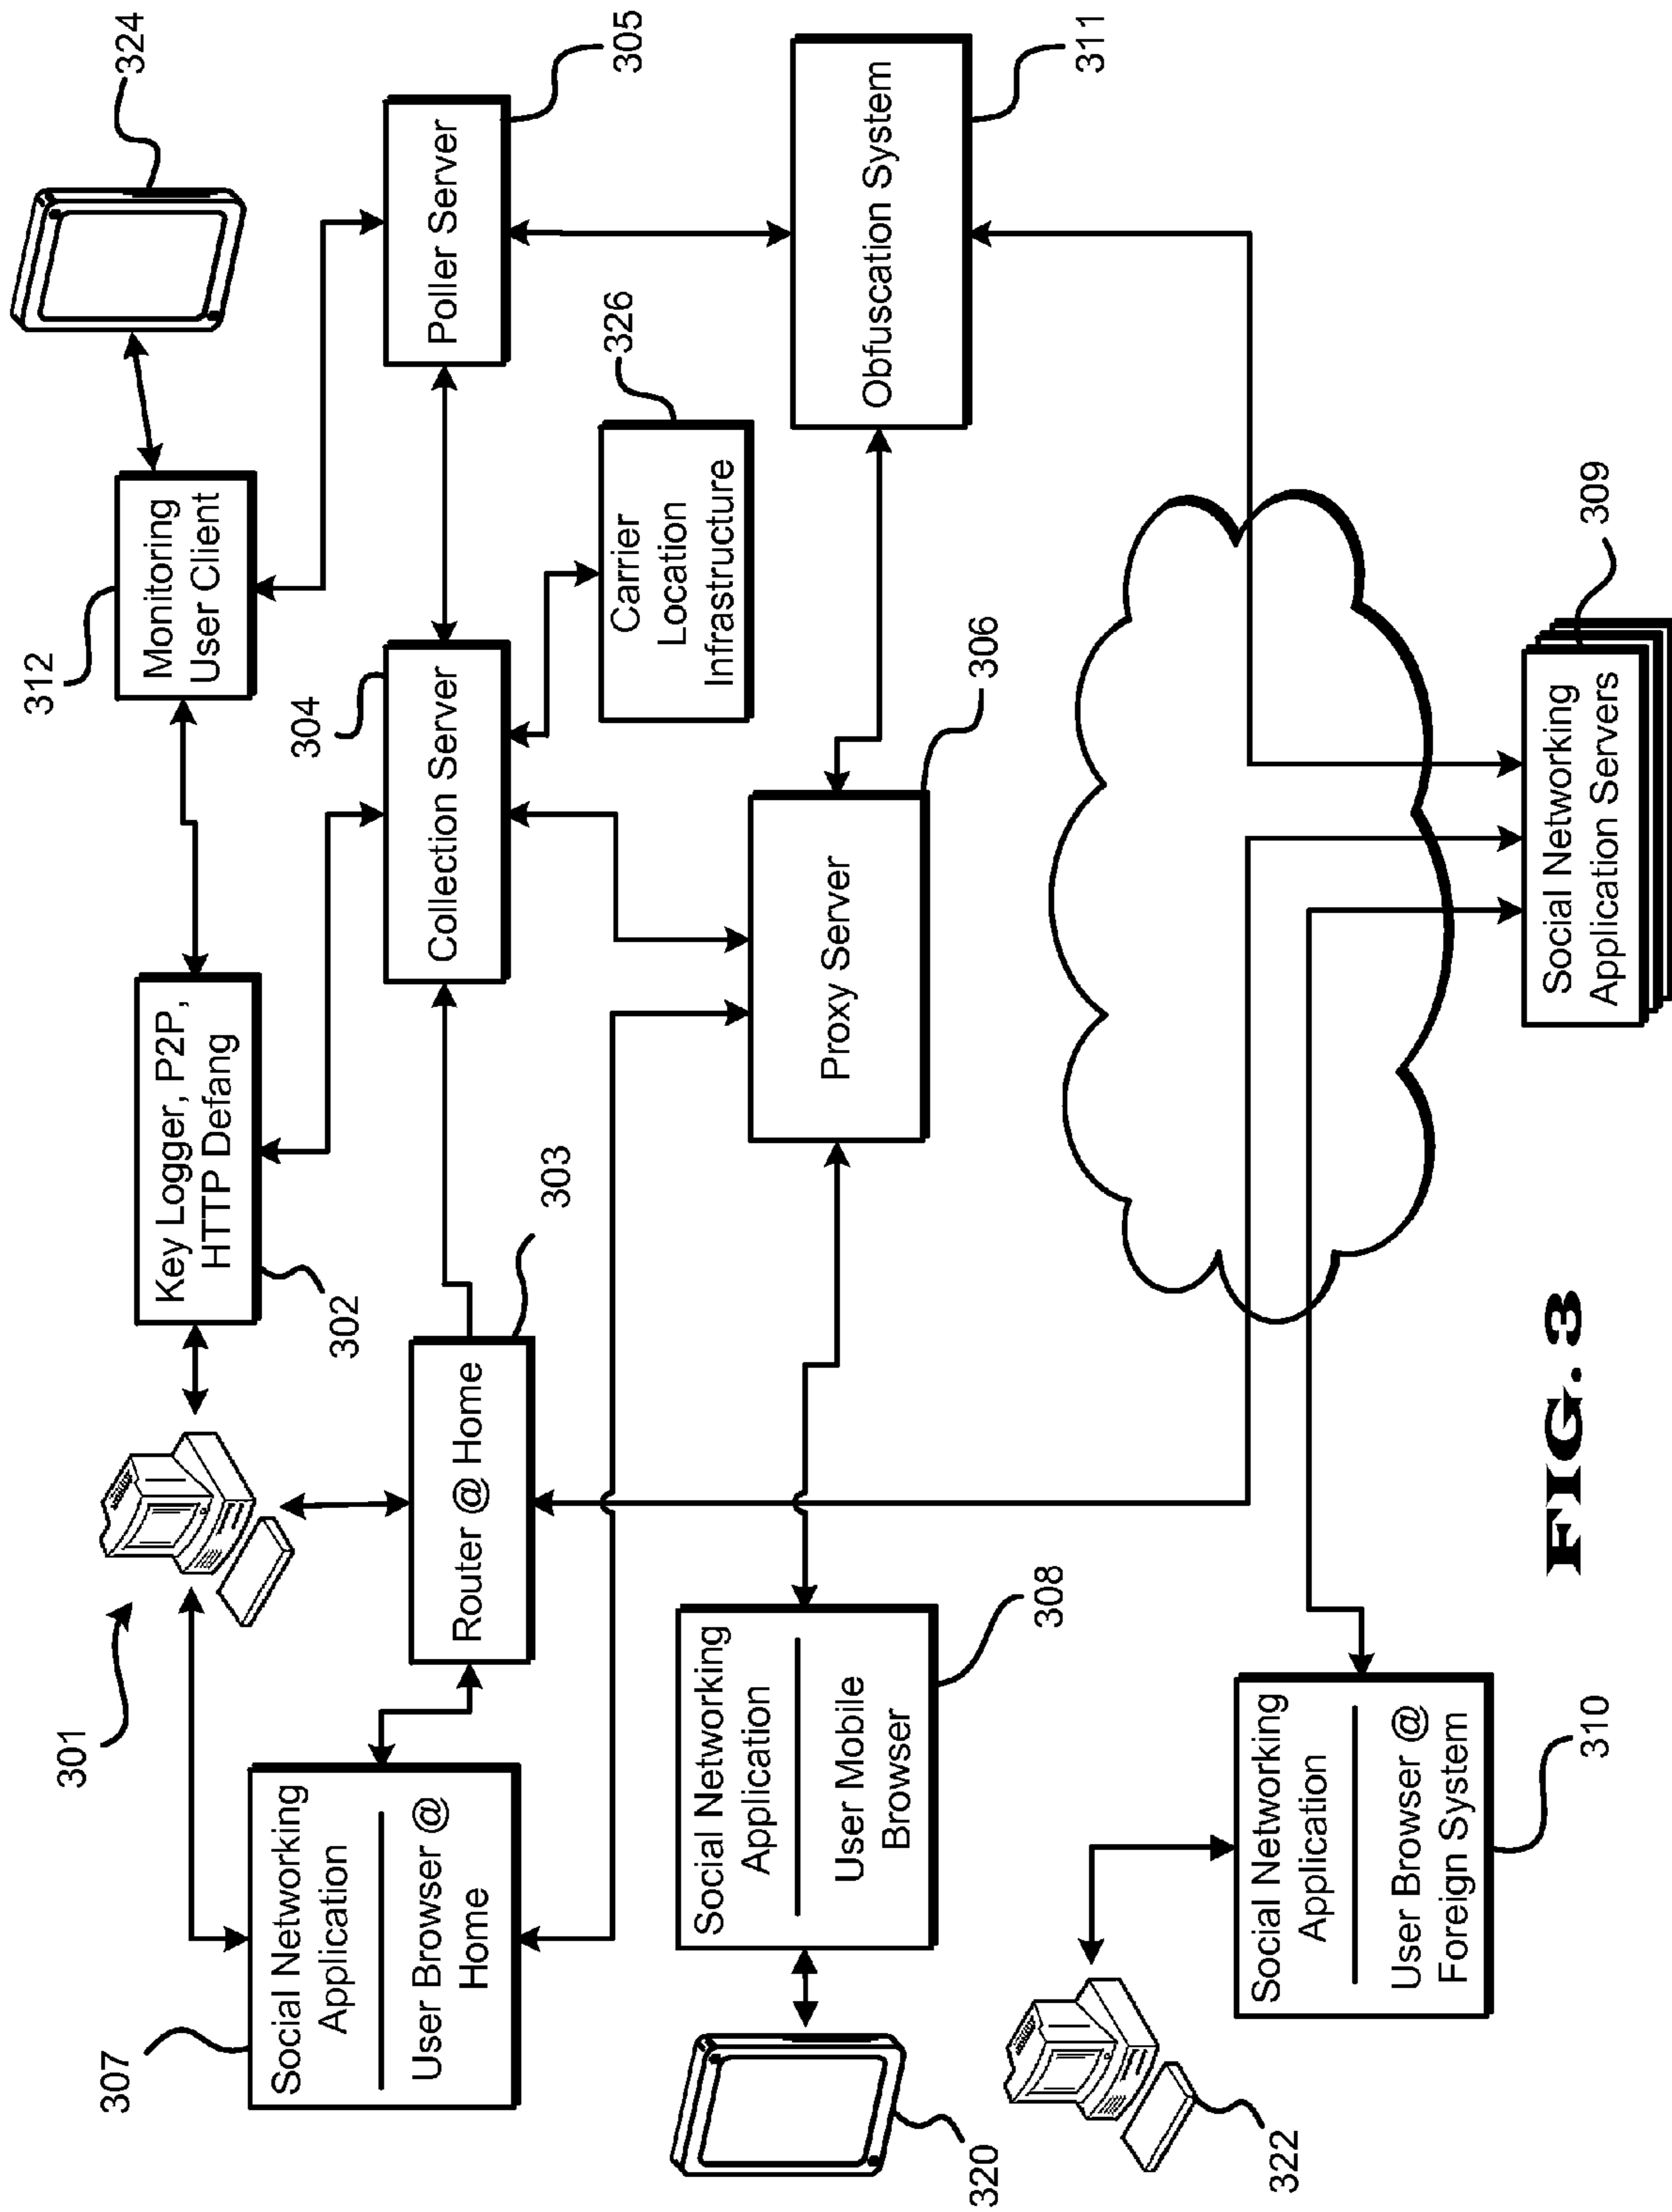 307
Social Networking
Application
User Browser @
Home
301
302
Key Logger, P2P,
HTTP Defang
312
Monitoring
User Client
324
Router @ Home
303
304
Collection Server
Poller Server
305
Carrier
Location
Infrastructure
326
320
Social Networking
Application
User Mobile
Browser
308
Proxy Server
306
Obfuscation System
311
322
Social Networking
Application
User Browser @
Foreign System
310
Social Networking
Application Servers
309
FIG. 3